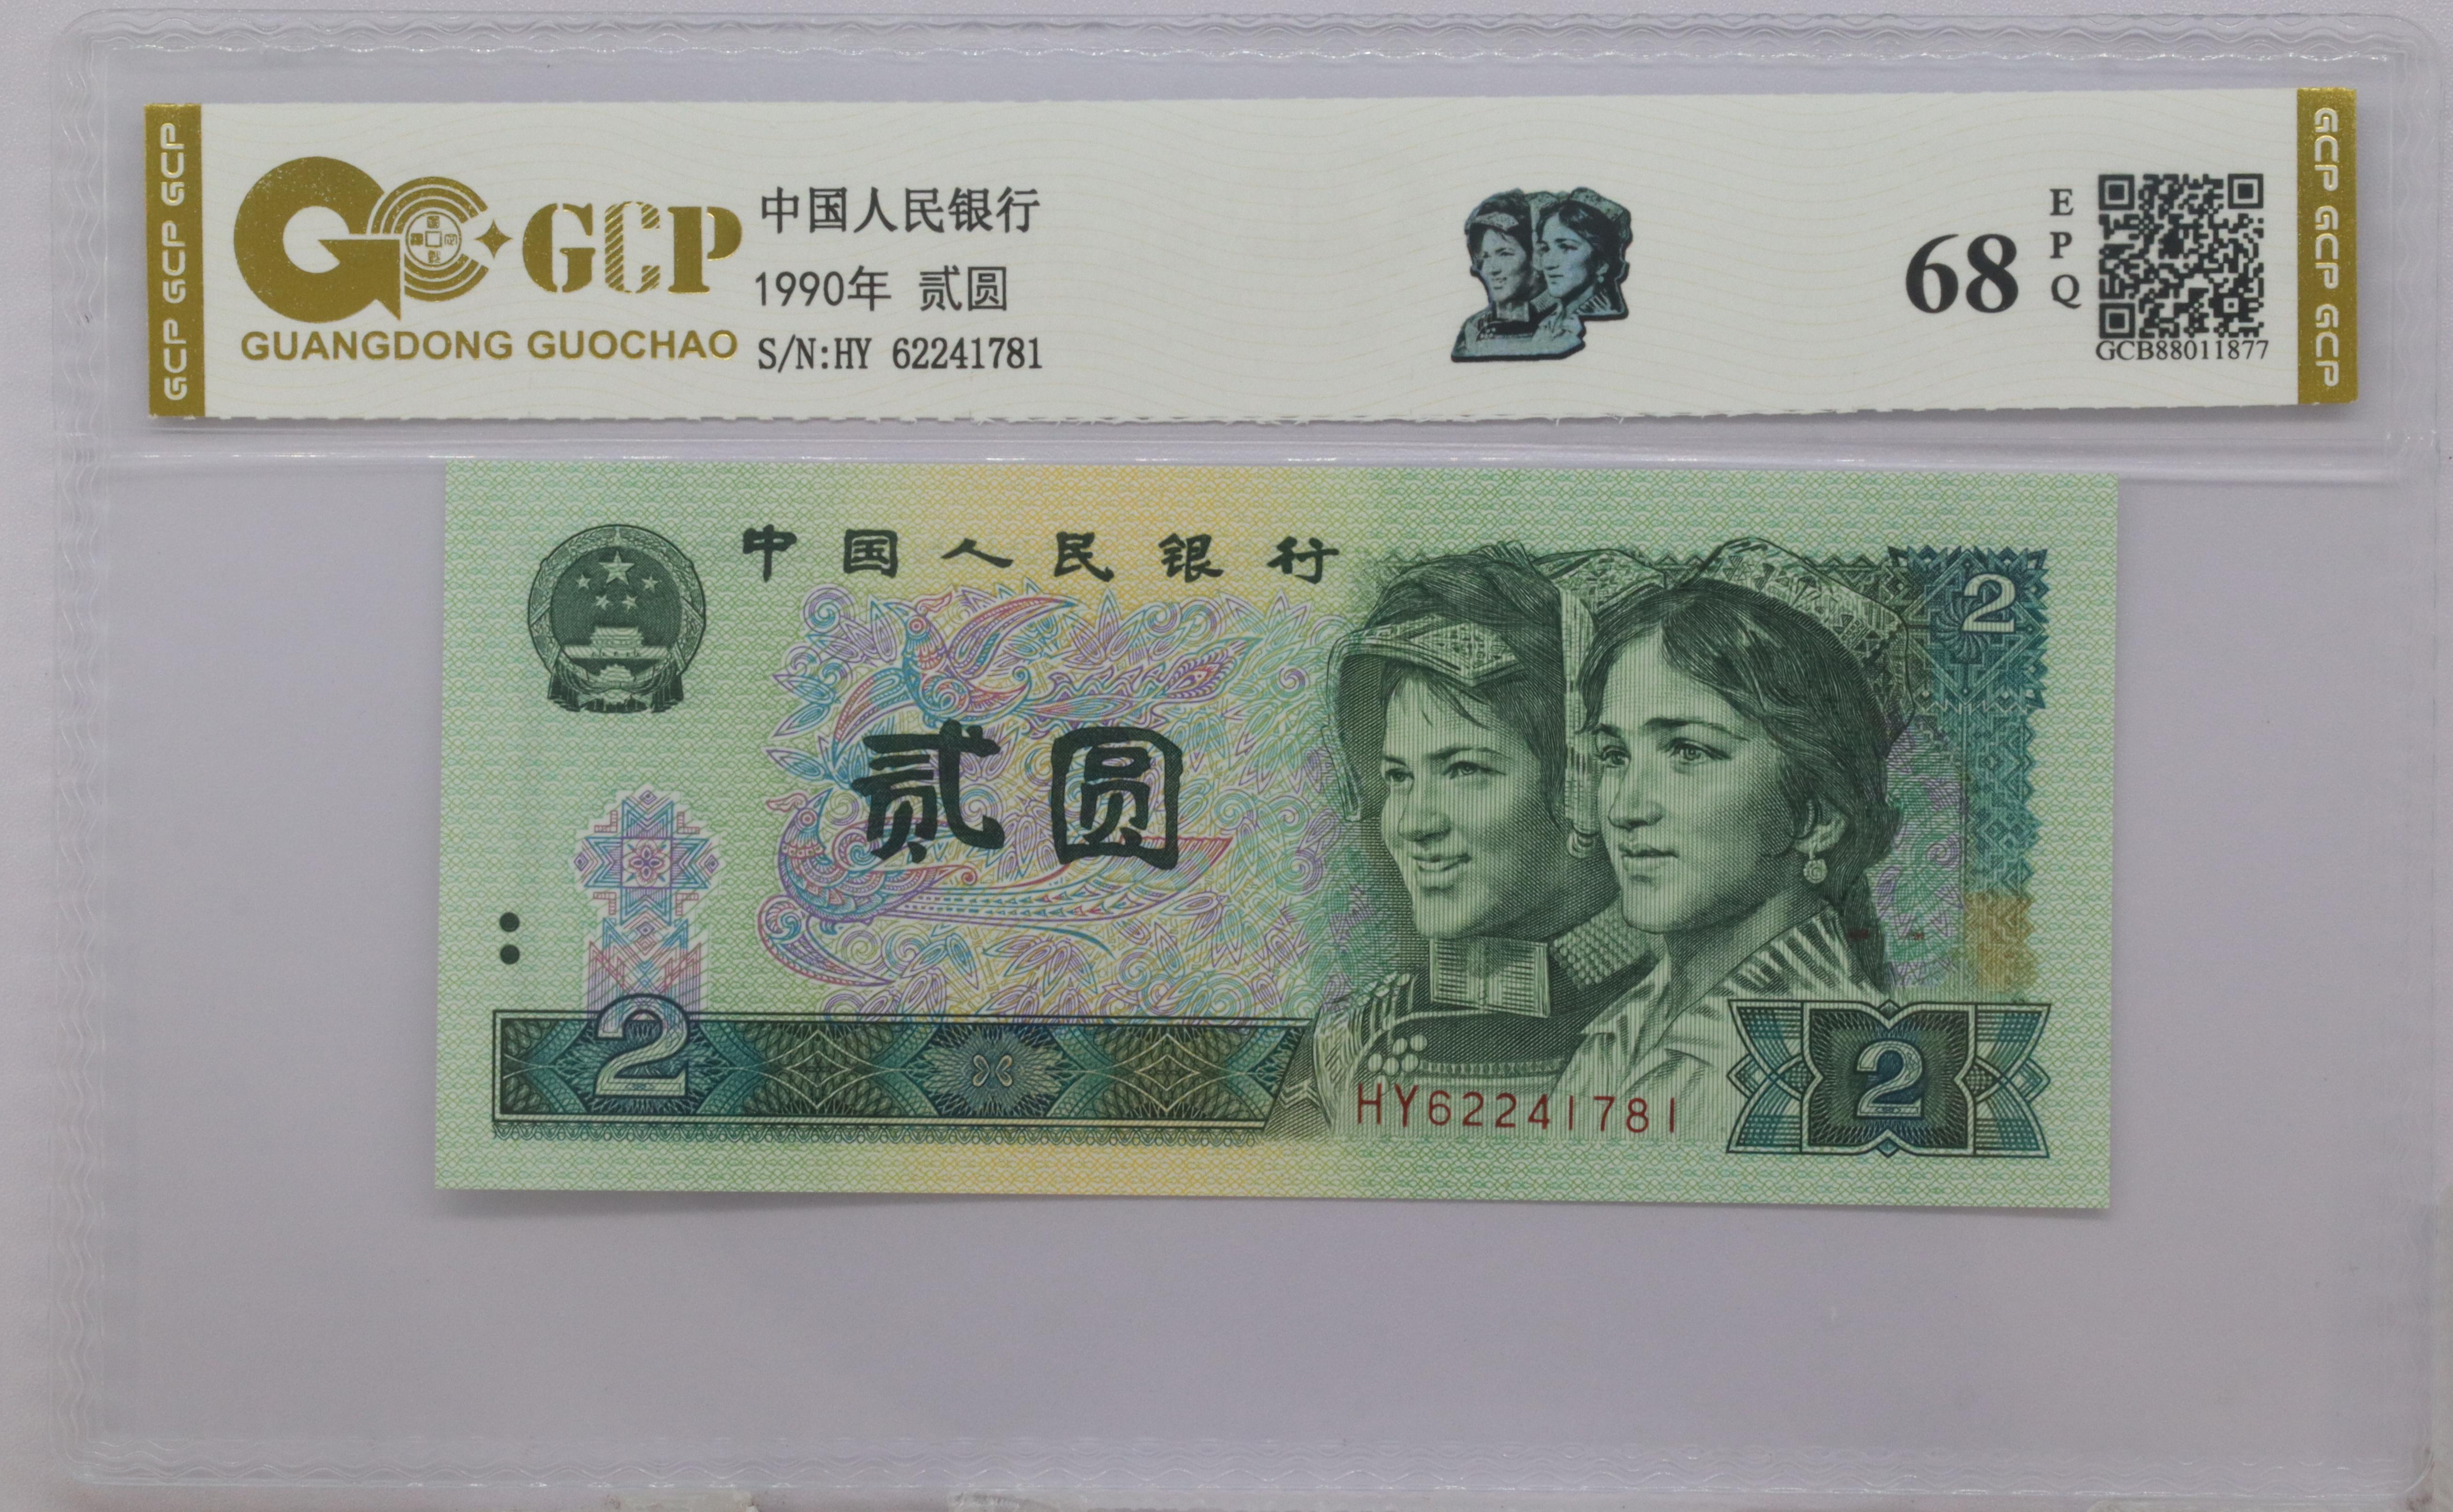 GCP GCP GCP
GCP
GUANGDONG GUOCHAO
中国人民银行
1990年 贰圆
S/N:HY 62241781
68
EPQ
GCB88011877
GCP GCP GCP
中国人民银行
2
贰圆
2
HY62241781
2